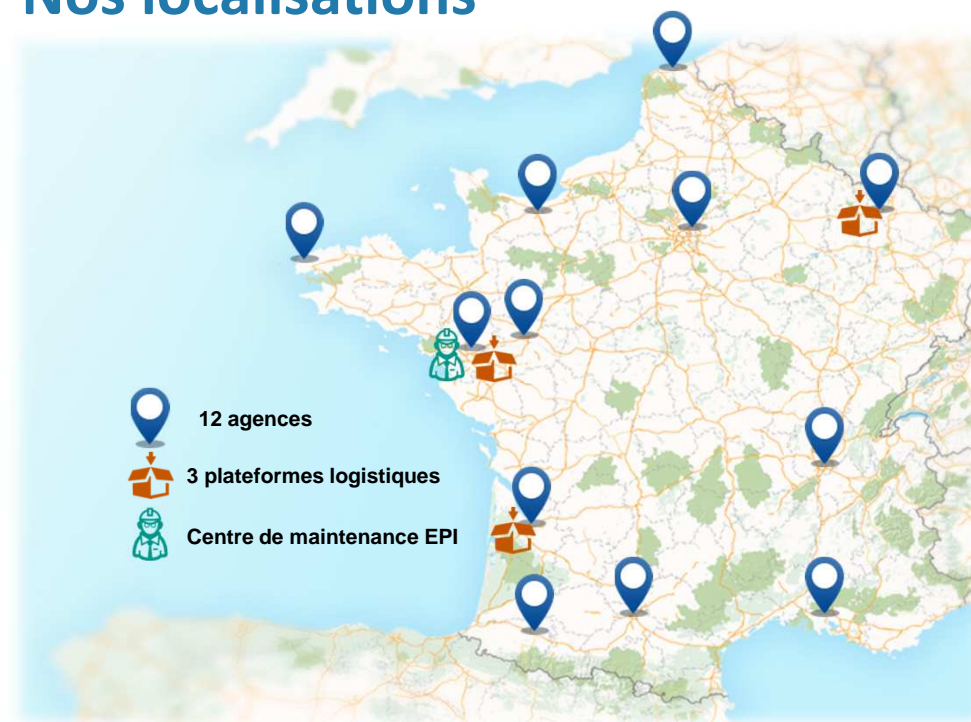 Nos localisations
12 agences
3 plateformes logistiques
Centre de maintenance EPI